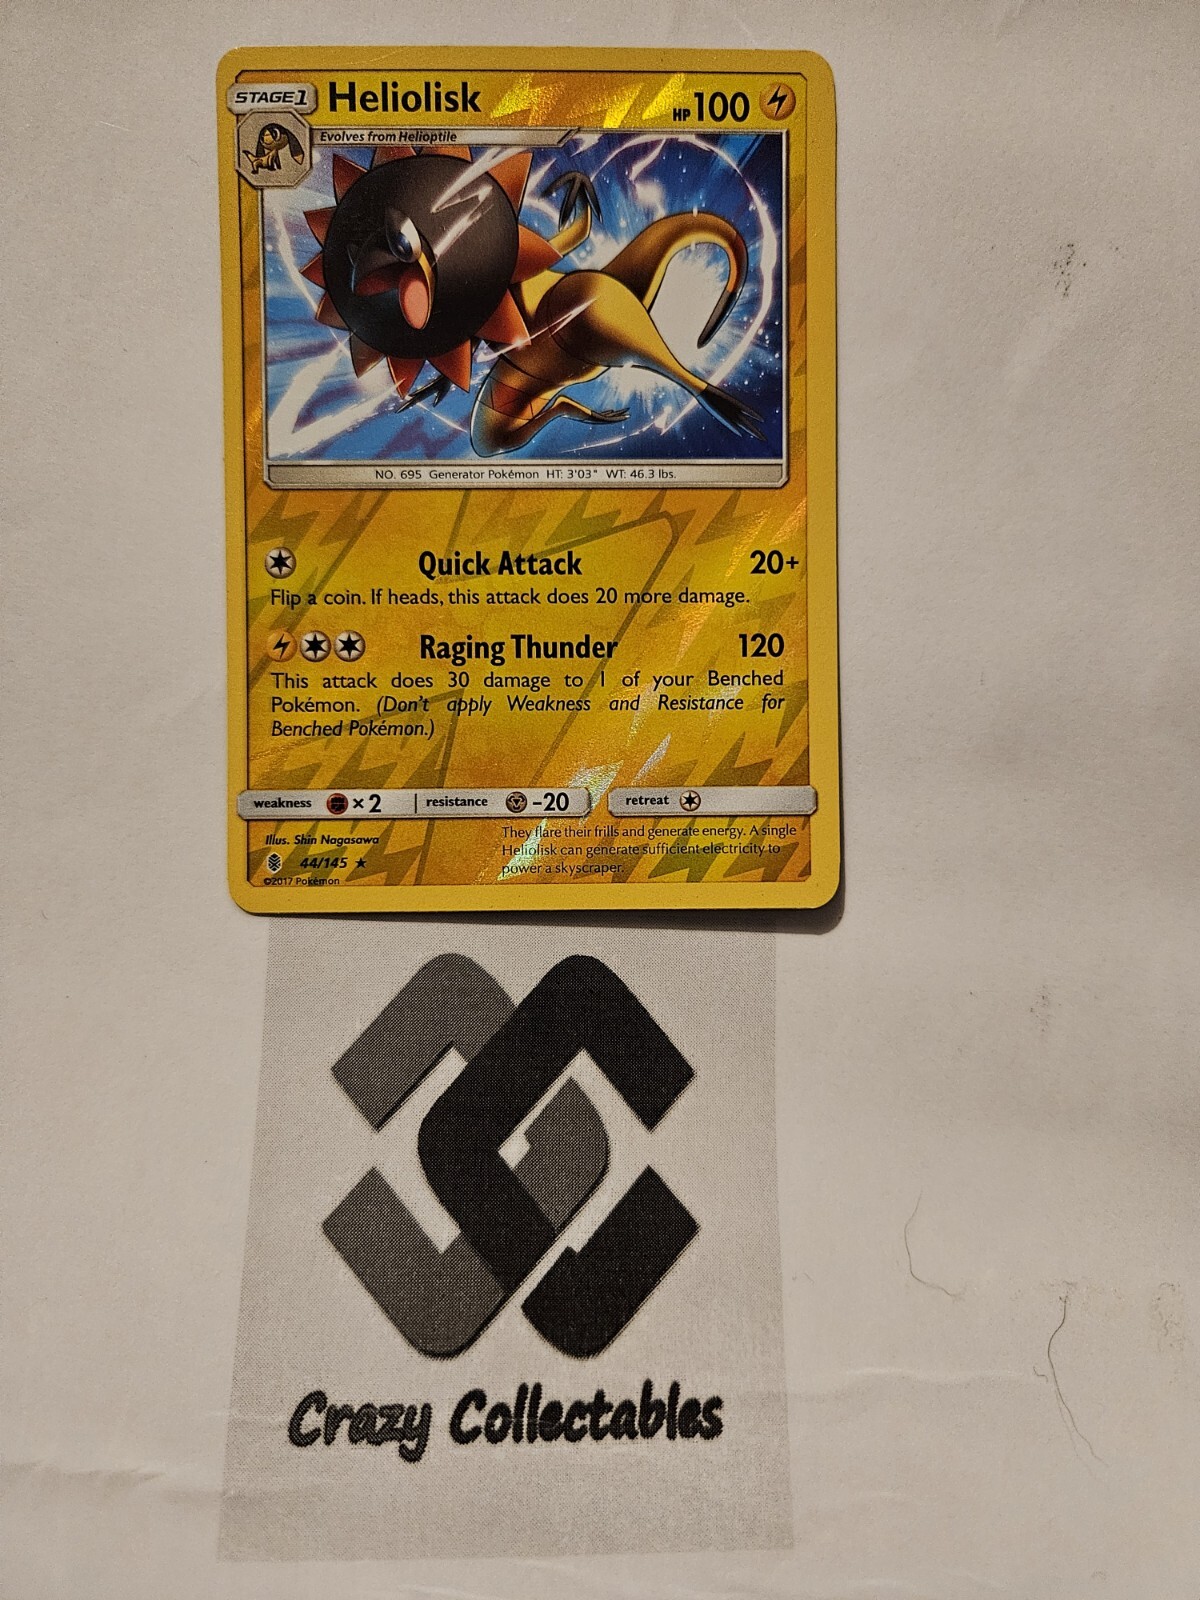 STAGE 1 Heliolisk HP 100
Evolves from Helioptile
NO. 695 Generator Pokémon HT: 3'03" WT: 46.3 lbs.
Quick Attack 20+
Flip a coin. If heads, this attack does 20 more damage.
Raging Thunder 120
This attack does 30 damage to 1 of your Benched
Pokémon. (Don't apply Weakness and Resistance for
Benched Pokémon.)
weakness × 2 resistance -20 retreat
Illus. Shin Nagasawa
44/145 ★
©2017 Pokémon
They flare their frills and generate energy. A single
Heliolisk can generate sufficient electricity to
power a skyscraper.
Crazy Collectables